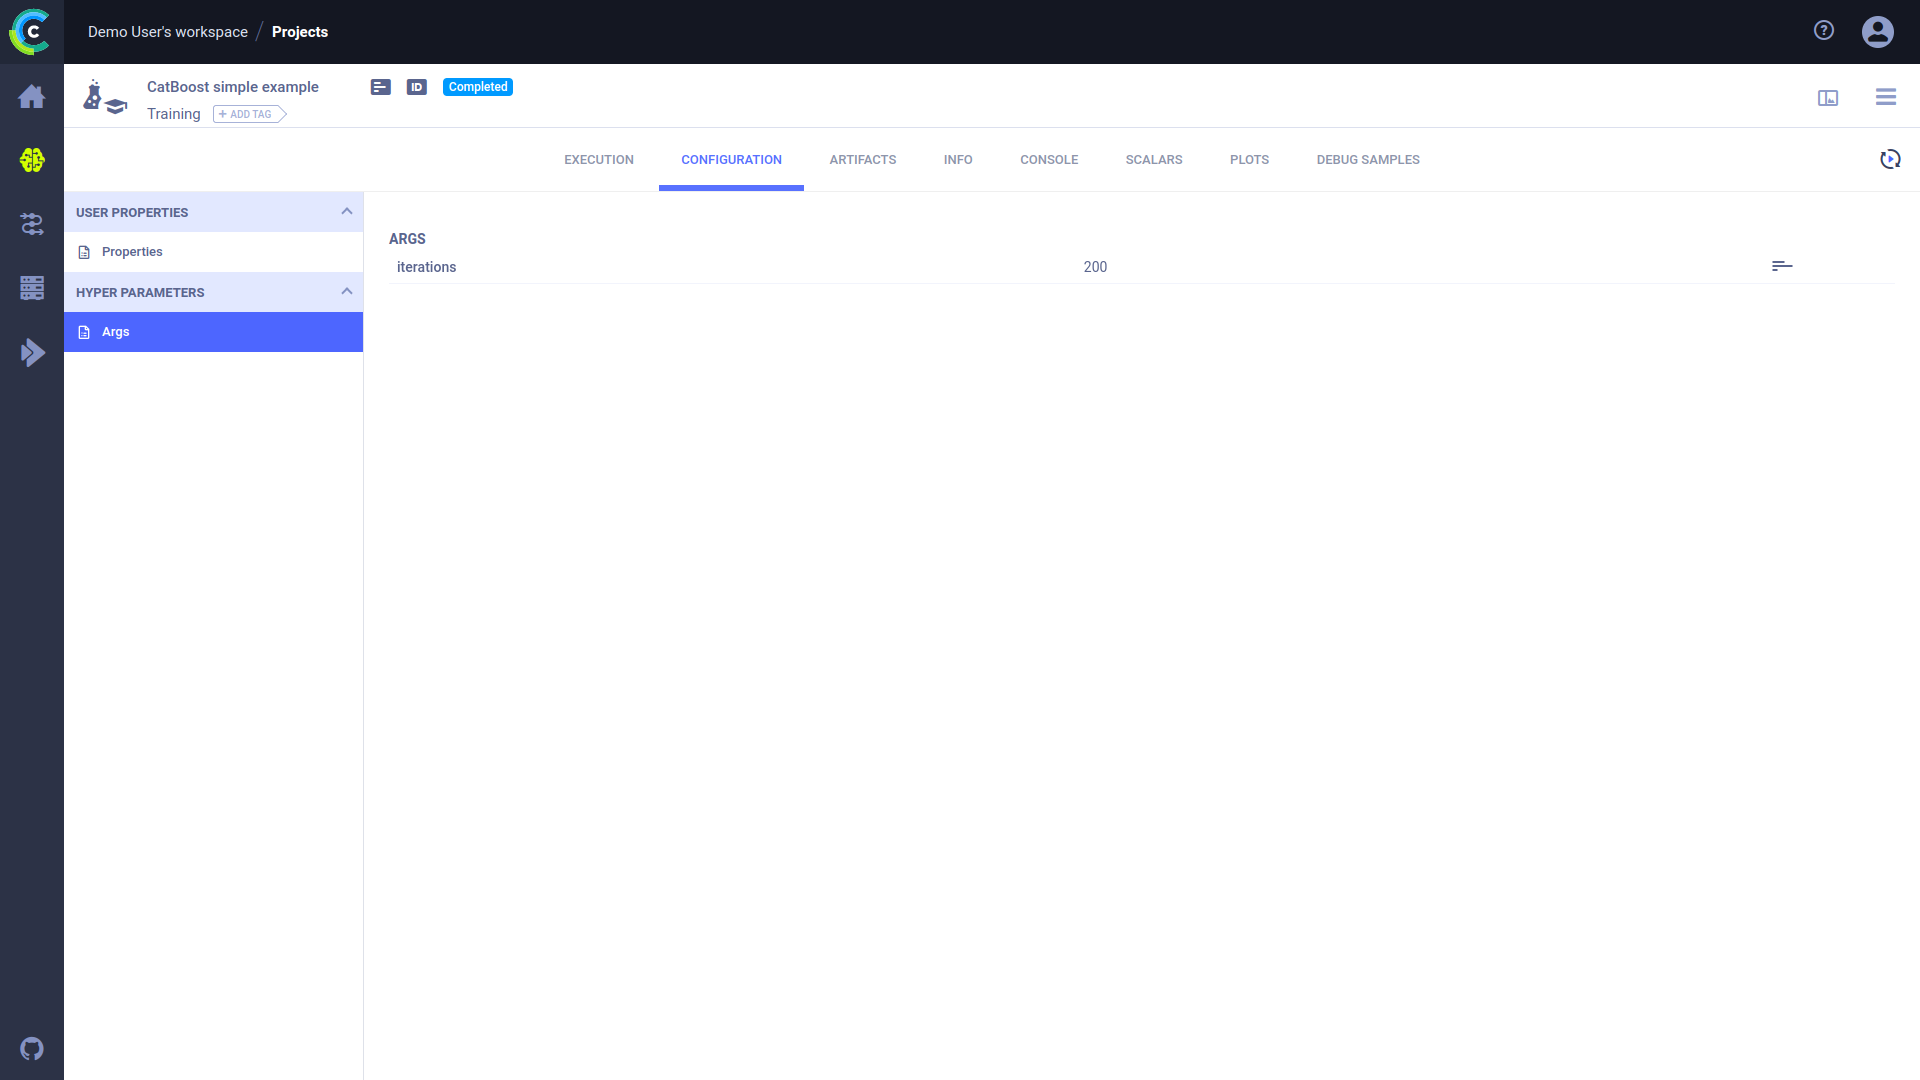 Demo User's workspace / Projects
CatBoost simple example
ID
Completed
Training
+ ADD TAG
EXECUTION
CONFIGURATION
ARTIFACTS
INFO
CONSOLE
SCALARS
PLOTS
DEBUG SAMPLES
USER PROPERTIES
Properties
HYPER PARAMETERS
Args
ARGS
iterations
200